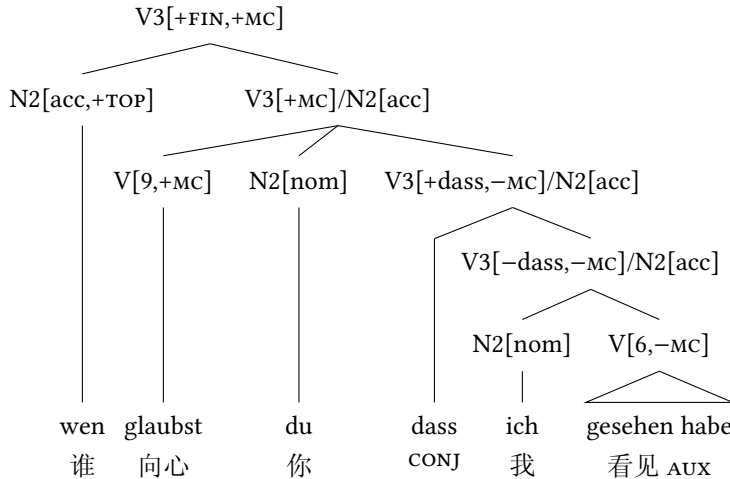 V3[+FIN,+MC]
N2[acc,+TOP] V3[+MC]/N2[acc]
V[9,+MC] N2[nom] V3[+dass,−MC]/N2[acc]
V3[−dass,−MC]/N2[acc]
N2[nom] V[6,−MC]
wen glaubst du dass ich gesehen habe
谁 向心 你 CONJ 我 看见 AUX